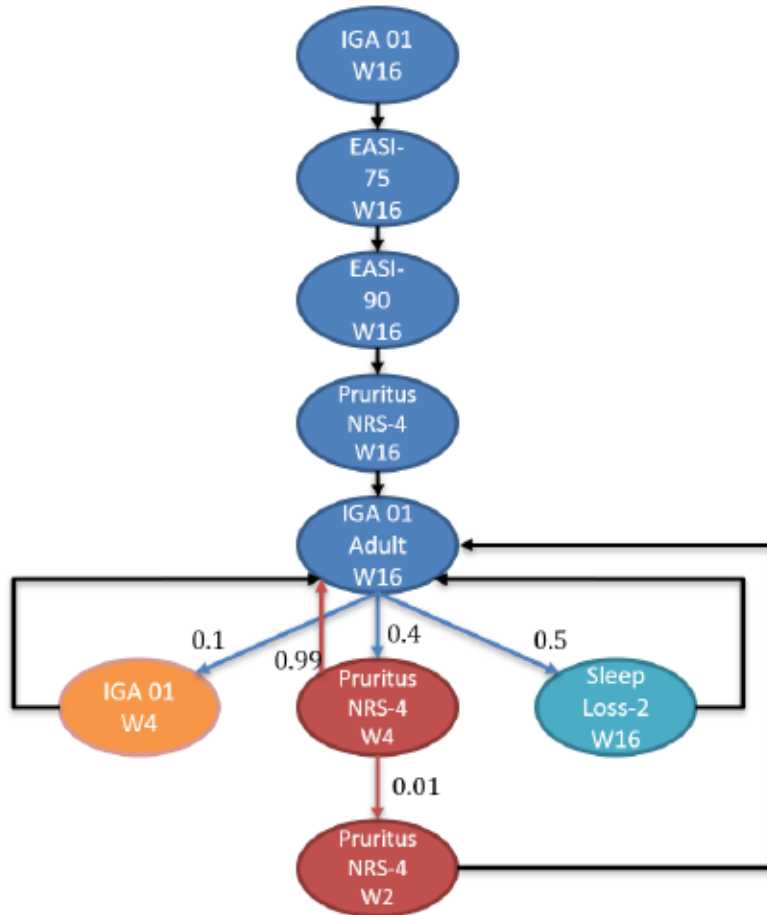 IGA 01
W16
EASI-
75
W16
EASI-
90
W16
Pruritus
NRS-4
W16
IGA 01
Adult
W16
0.1
0.99
0.4
0.5
IGA 01
W4
Pruritus
NRS-4
W4
Sleep
Loss-2
W16
0.01
Pruritus
NRS-4
W2